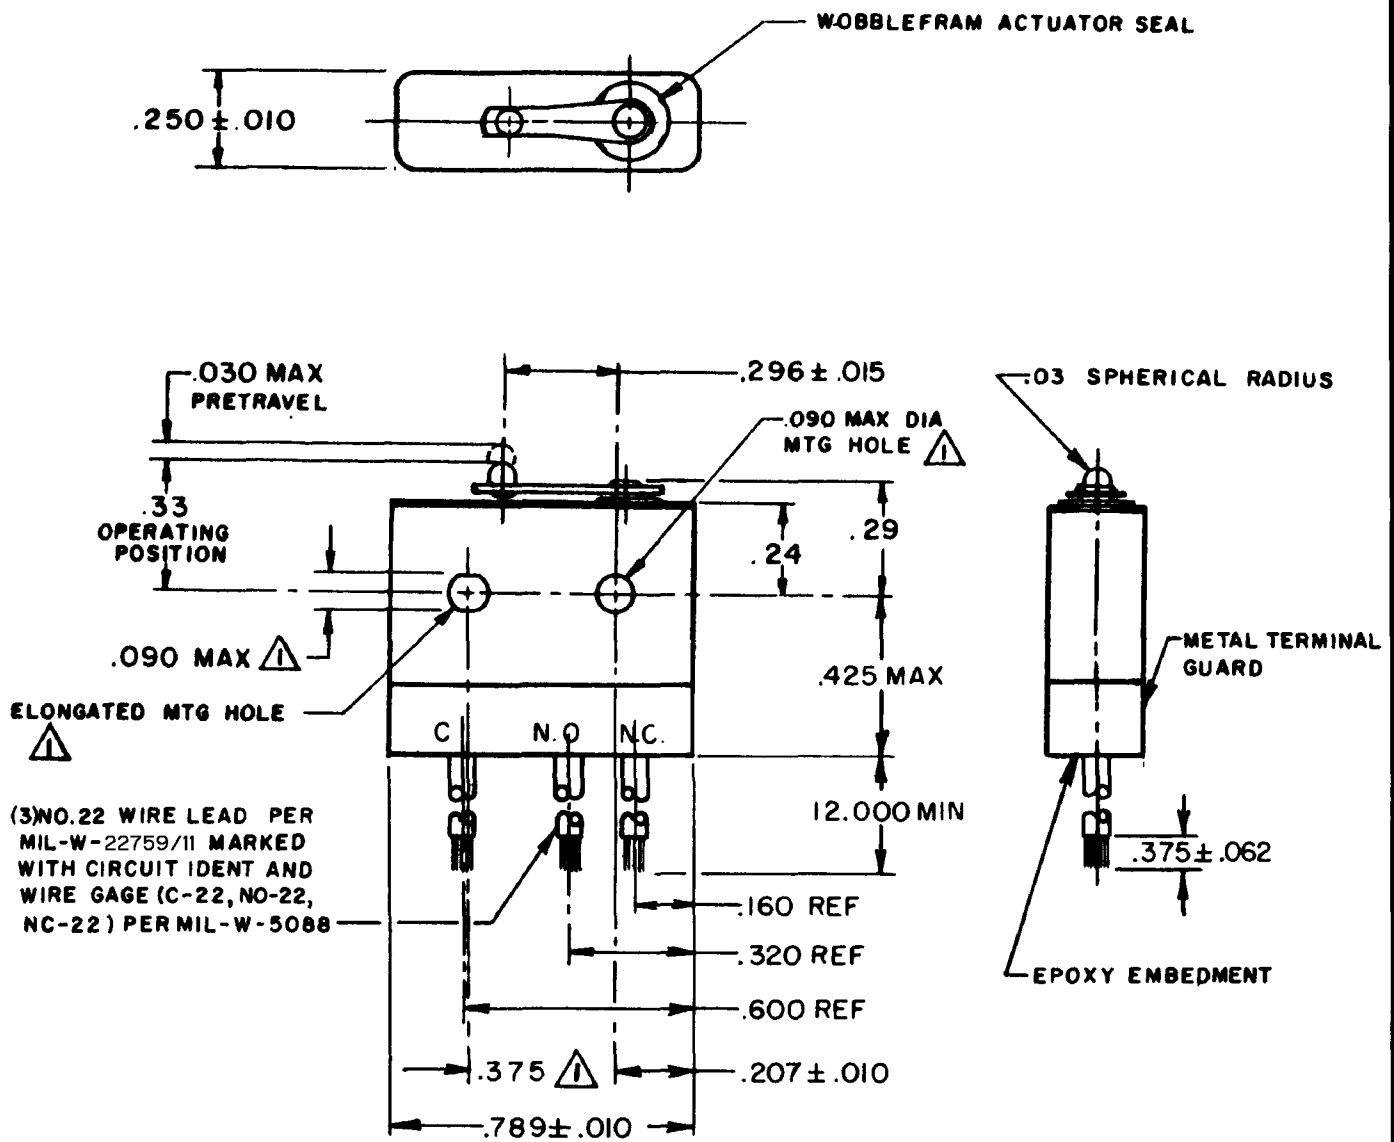 WOBBLEFRAM ACTUATOR SEAL
.250 ± .010
.030 MAX
PRETRAVEL
.296 ± .015
.03 SPHERICAL RADIUS
.090 MAX DIA
MTG HOLE 1
.33
OPERATING
POSITION
.29
.24
.090 MAX 1
METAL TERMINAL
GUARD
.425 MAX
ELONGATED MTG HOLE
1
C N.O N.C.
(3)NO.22 WIRE LEAD PER
MIL-W-22759/11 MARKED
WITH CIRCUIT IDENT AND
WIRE GAGE (C-22, NO-22,
NC-22) PER MIL-W-5088
12.000 MIN
.375 ± .062
.160 REF
.320 REF
EPOXY EMBEDMENT
.600 REF
.375 1
.207 ± .010
.789 ± .010